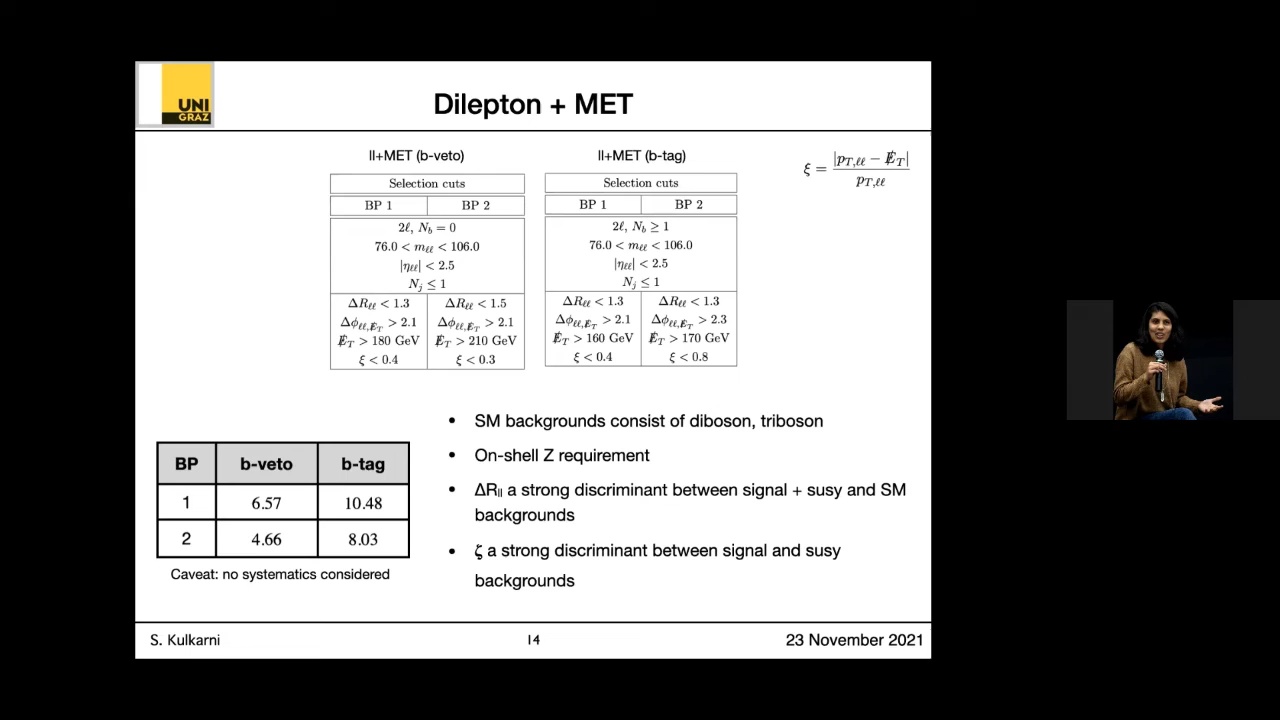 UNI
GRAZ
Dilepton + MET
ll+MET (b-veto)
Selection cuts
BP 1 BP 2
2ℓ, N_b = 0
76.0 < m_ℓℓ < 106.0
|η_ℓℓ| < 2.5
N_j ≤ 1
ΔR_ℓℓ < 1.3 ΔR_ℓℓ < 1.5
Δϕ_ℓℓ,E̸_T > 2.1 Δϕ_ℓℓ,E̸_T > 2.1
E̸_T > 180 GeV E̸_T > 210 GeV
ξ < 0.4 ξ < 0.3
ll+MET (b-tag)
Selection cuts
BP 1 BP 2
2ℓ, N_b ≥ 1
76.0 < m_ℓℓ < 106.0
|η_ℓℓ| < 2.5
N_j ≤ 1
ΔR_ℓℓ < 1.3 ΔR_ℓℓ < 1.3
Δϕ_ℓℓ,E̸_T > 2.1 Δϕ_ℓℓ,E̸_T > 2.3
E̸_T > 160 GeV E̸_T > 170 GeV
ξ < 0.4 ξ < 0.8
ξ = |p_T,ℓℓ − E̸_T| / p_T,ℓℓ
BP b-veto b-tag
1 6.57 10.48
2 4.66 8.03
Caveat: no systematics considered
• SM backgrounds consist of diboson, triboson
• On-shell Z requirement
• ΔR_ll a strong discriminant between signal + susy and SM
backgrounds
• ζ a strong discriminant between signal and susy
backgrounds
S. Kulkarni 14 23 November 2021